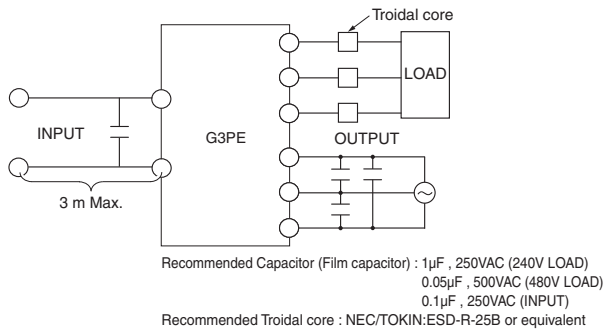 Troidal core
LOAD
INPUT
G3PE
OUTPUT
3 m Max.
Recommended Capacitor (Film capacitor) : 1µF , 250VAC (240V LOAD)
0.05µF , 500VAC (480V LOAD)
0.1µF , 250VAC (INPUT)
Recommended Troidal core : NEC/TOKIN:ESD-R-25B or equivalent